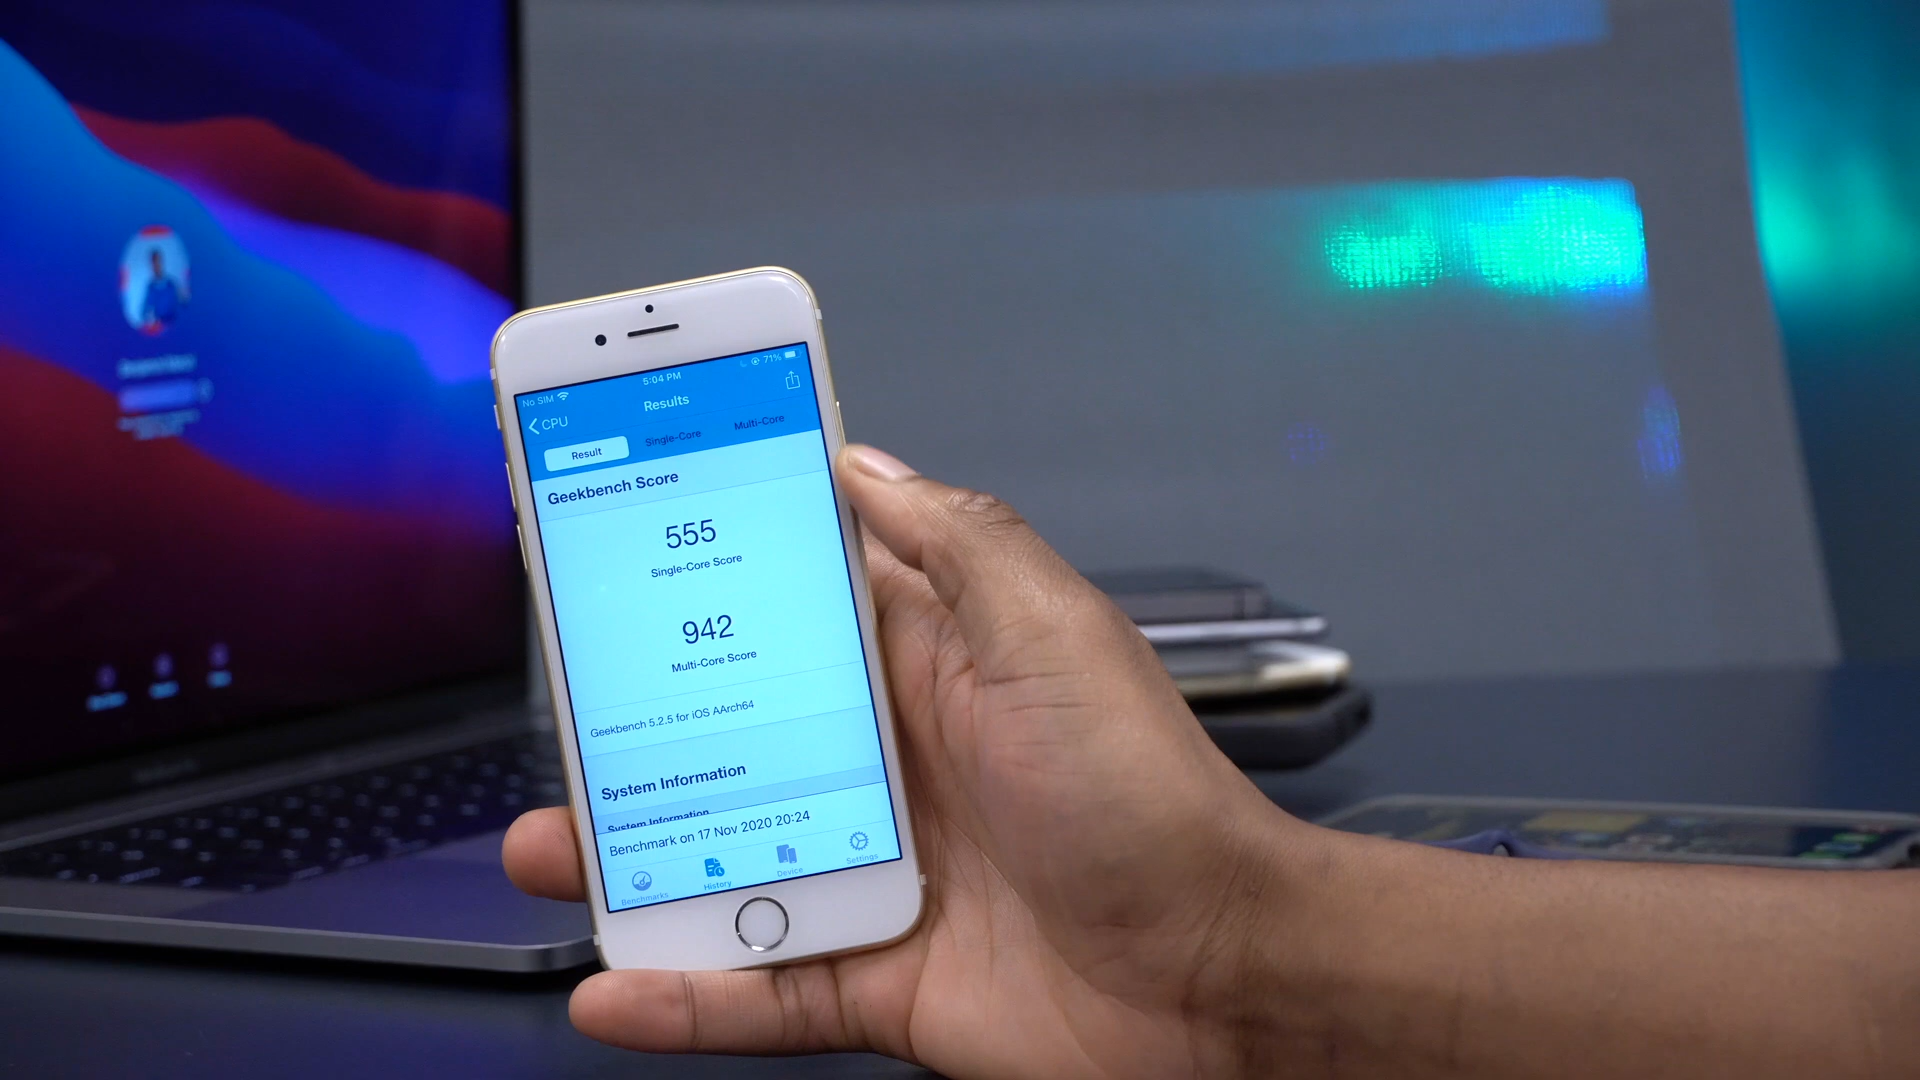 No SIM
5:04 PM
71%
CPU
Results
Result
Single-Core
Multi-Core
Geekbench Score
555
Single-Core Score
942
Multi-Core Score
Geekbench 5.2.5 for iOS AArch64
System Information
System Information
Benchmark on 17 Nov 2020 20:24
Benchmarks
History
Device
Settings